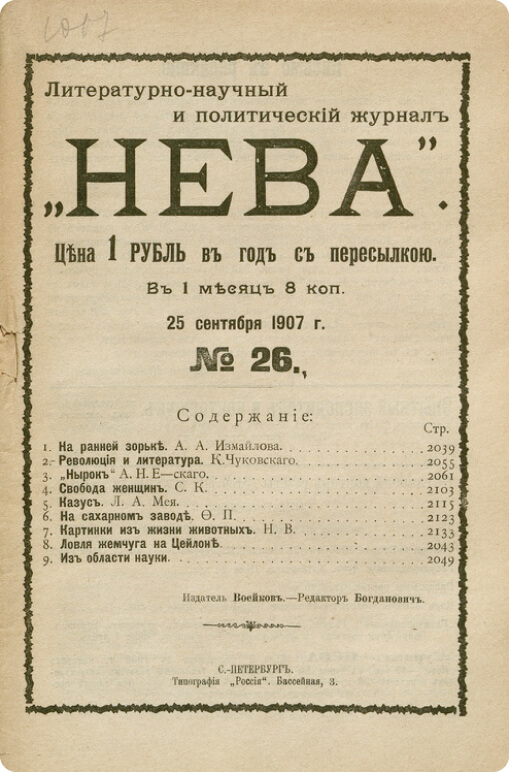 1017
Литературно-научный
и политическій журналъ
„НЕВА".
Цѣна 1 РУБЛЬ въ годъ съ пересылкою.
Въ 1 мѣсяцъ 8 коп.
25 сентября 1907 г.
№ 26.,
Содержаніе:
Стр.
1. На ранней зорькѣ. А. А. Измайлова. 2039
2.- Революція и литература. К.Чуковскаго. 2055
3. „Нырокъ" А. Н. Е—скаго. 2061
4. Свобода женщинъ. С. К. 2103
5. Казусъ. Л. А. Мея. 2115
6. На сахарномъ заводѣ. Ѳ. П. 2123
7. Картинки изъ жизни животныхъ. Н. В. 2133
8. Ловля жемчуга на Цейлонѣ. 2043
9. Изъ области науки. 2049
Издатель Воейковъ.—Редакторъ Богдановичъ.
С.-ПЕТЕРБУРГЪ.
Типографія „Россія". Бассейная, 3.